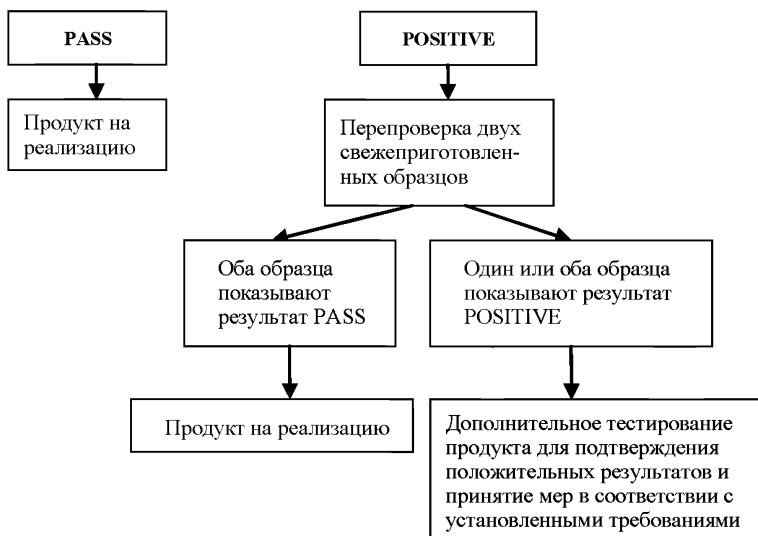 PASS
POSITIVE
Продукт на
реализацию
Перепроверка двух
свежеприготовлен-
ных образцов
Оба образца
показывают
результат PASS
Один или оба образца
показывают результат
POSITIVE
Продукт на реализацию
Дополнительное тестирование
продукта для подтверждения
положительных результатов и
принятие мер в соответствии с
установленными требованиями